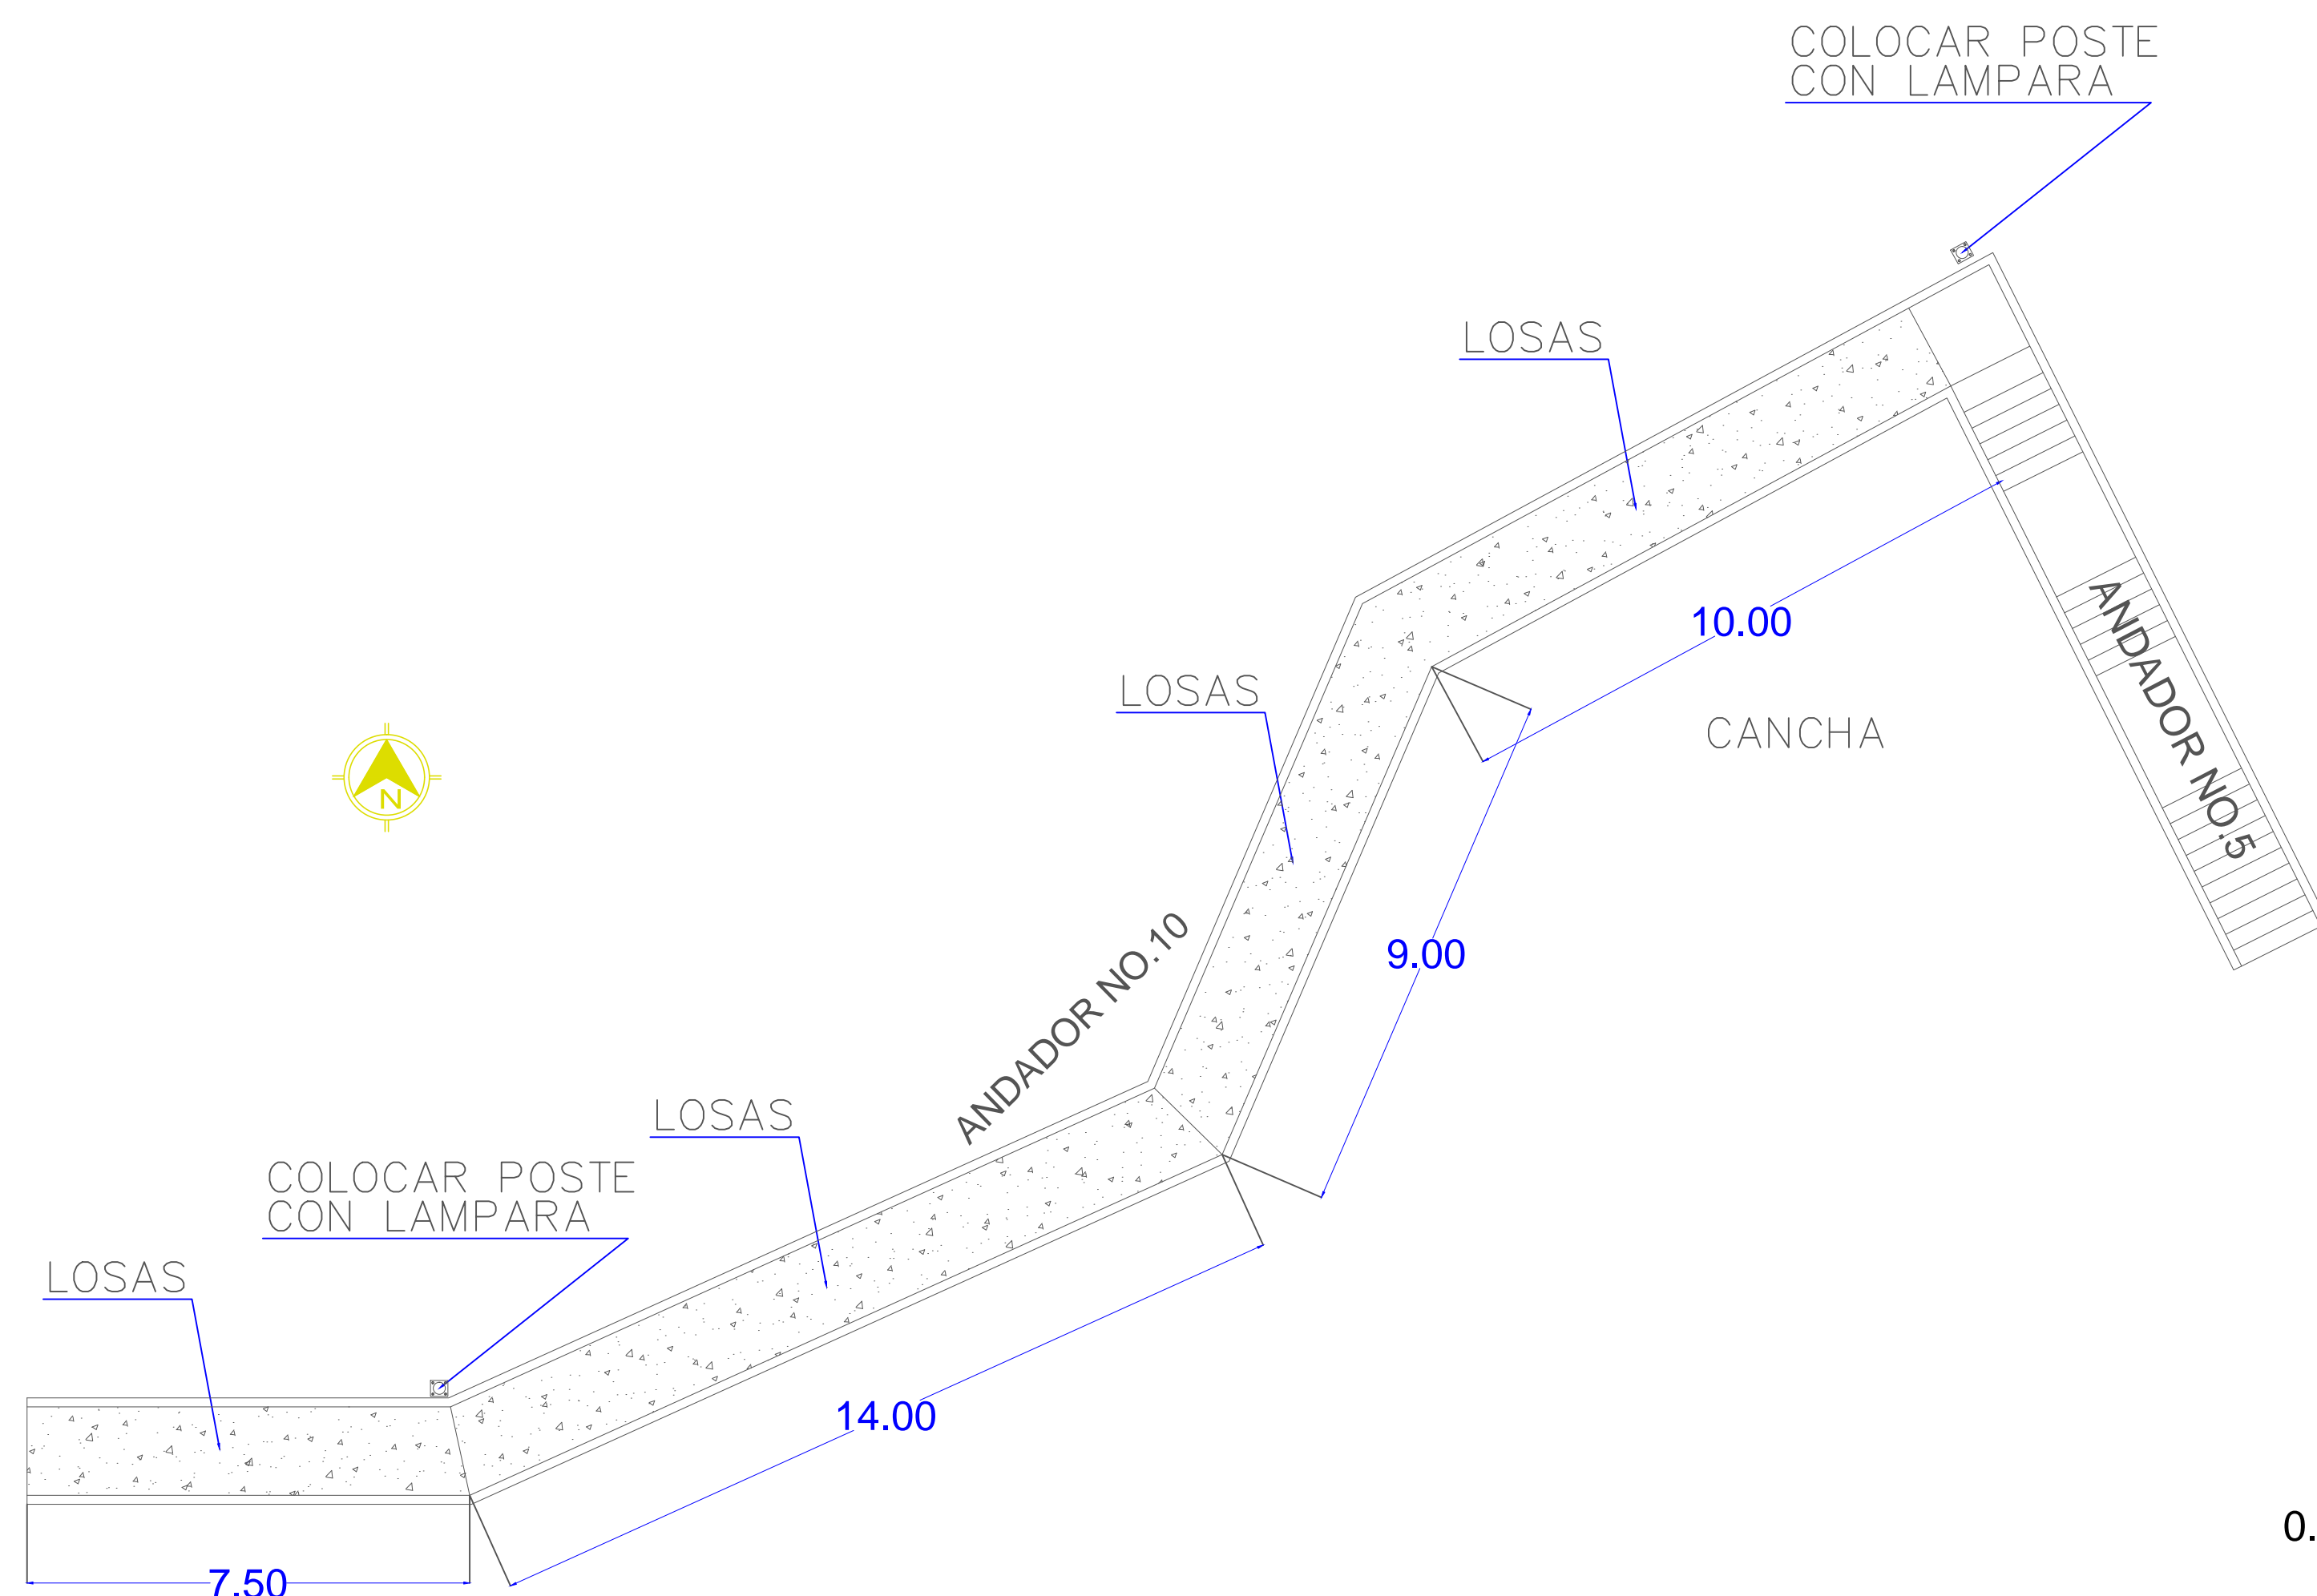 COLOCAR POSTE
CON LAMPARA
LOSAS
10.00
ANDADOR NO.5
LOSAS
CANCHA
N
9.00
ANDADOR NO.10
LOSAS
COLOCAR POSTE
CON LAMPARA
LOSAS
14.00
0.
7.50